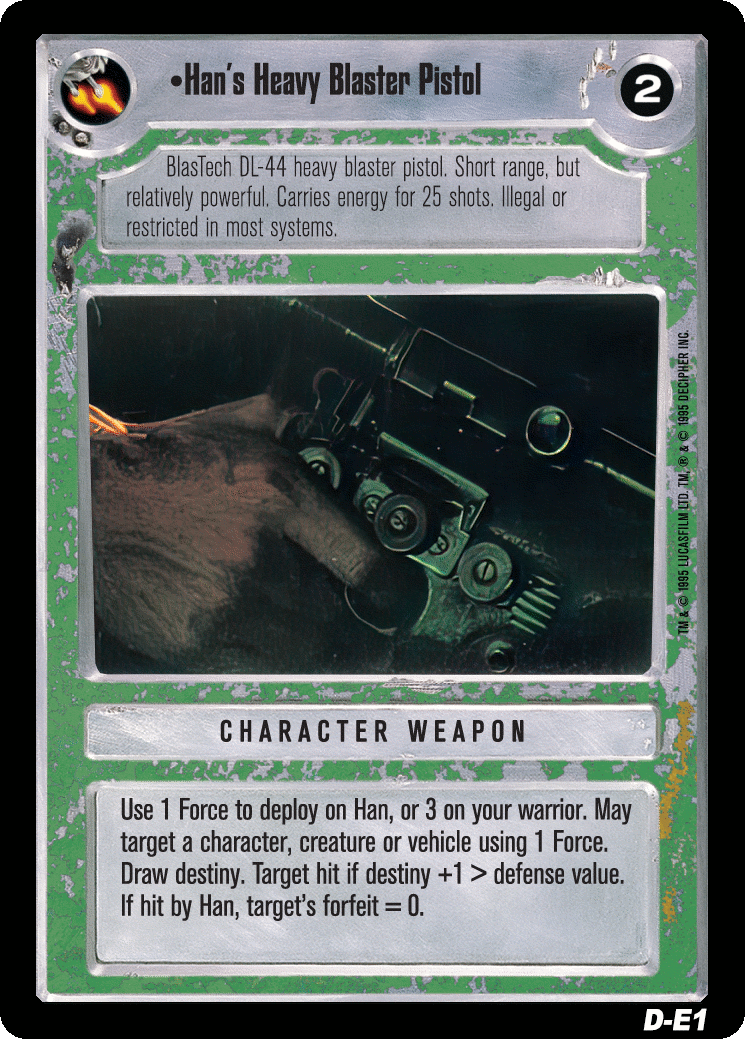 •Han's Heavy Blaster Pistol
2
BlasTech DL-44 heavy blaster pistol. Short range, but
relatively powerful. Carries energy for 25 shots. Illegal or
restricted in most systems.
TM & © 1995 LUCASFILM LTD. TM, ® & © 1995 DECIPHER INC.
CHARACTER WEAPON
Use 1 Force to deploy on Han, or 3 on your warrior. May
target a character, creature or vehicle using 1 Force.
Draw destiny. Target hit if destiny +1 > defense value.
If hit by Han, target's forfeit = 0.
D-E1